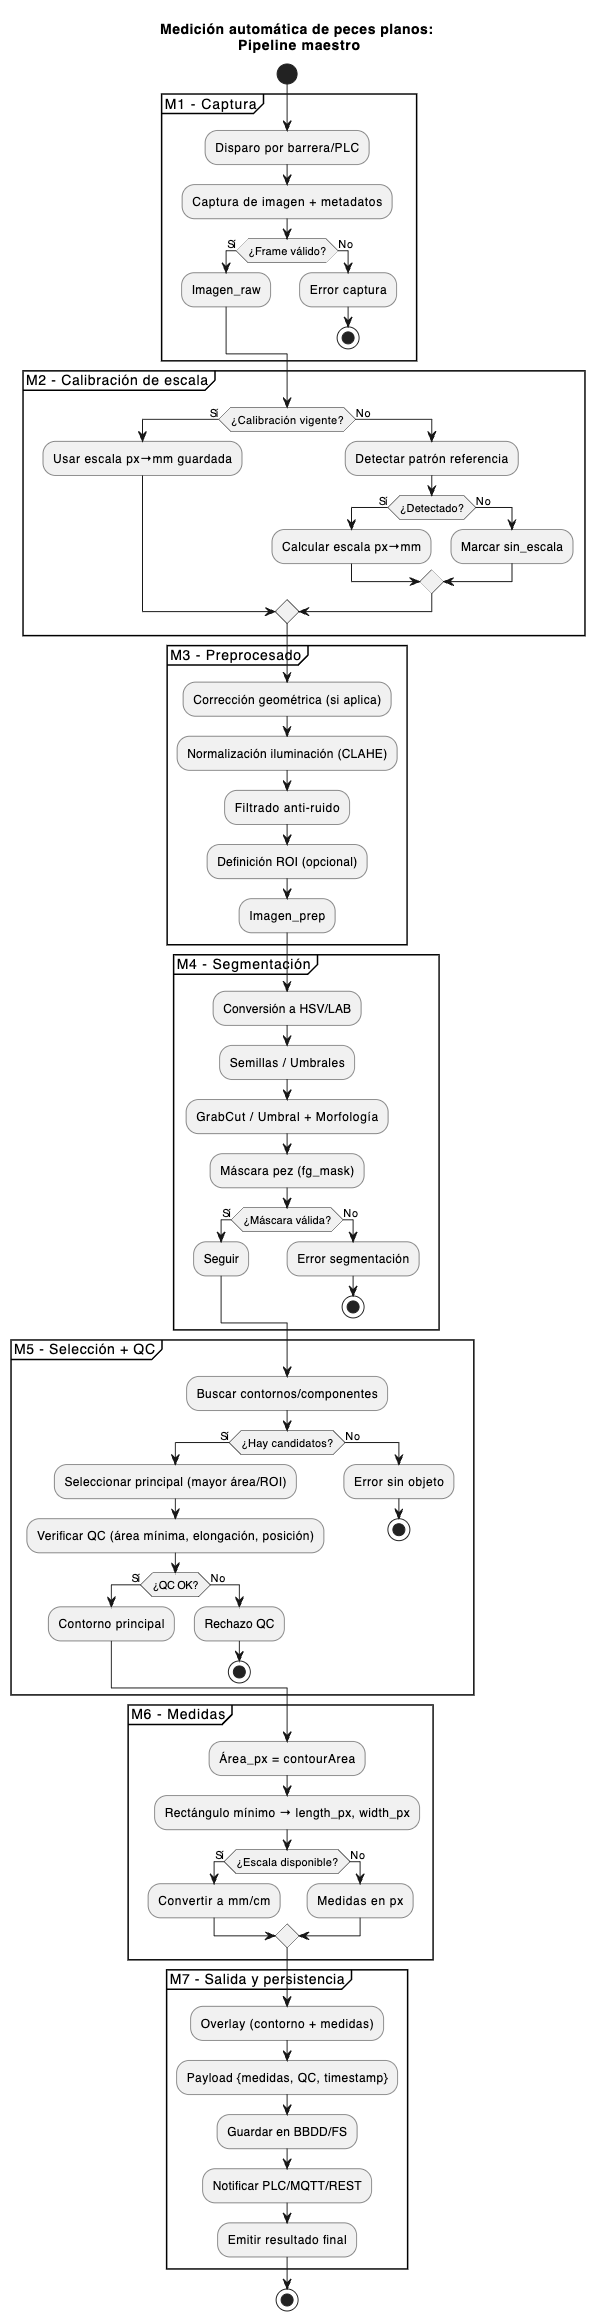 Medición automática de peces planos:
Pipeline maestro
M1 - Captura
Disparo por barrera/PLC
Captura de imagen + metadatos
Sí
¿Frame válido?
No
Imagen_raw
Error captura
M2 - Calibración de escala
Sí
¿Calibración vigente?
No
Usar escala px→mm guardada
Detectar patrón referencia
Sí
¿Detectado?
No
Calcular escala px→mm
Marcar sin_escala
M3 - Preprocesado
Corrección geométrica (si aplica)
Normalización iluminación (CLAHE)
Filtrado anti-ruido
Definición ROI (opcional)
Imagen_prep
M4 - Segmentación
Conversión a HSV/LAB
Semillas / Umbrales
GrabCut / Umbral + Morfología
Máscara pez (fg_mask)
Sí
¿Máscara válida?
No
Seguir
Error segmentación
M5 - Selección + QC
Buscar contornos/componentes
Sí
¿Hay candidatos?
No
Seleccionar principal (mayor área/ROI)
Error sin objeto
Verificar QC (área mínima, elongación, posición)
Sí
¿QC OK?
No
Contorno principal
Rechazo QC
M6 - Medidas
Área_px = contourArea
Rectángulo mínimo → length_px, width_px
Sí
¿Escala disponible?
No
Convertir a mm/cm
Medidas en px
M7 - Salida y persistencia
Overlay (contorno + medidas)
Payload {medidas, QC, timestamp}
Guardar en BBDD/FS
Notificar PLC/MQTT/REST
Emitir resultado final